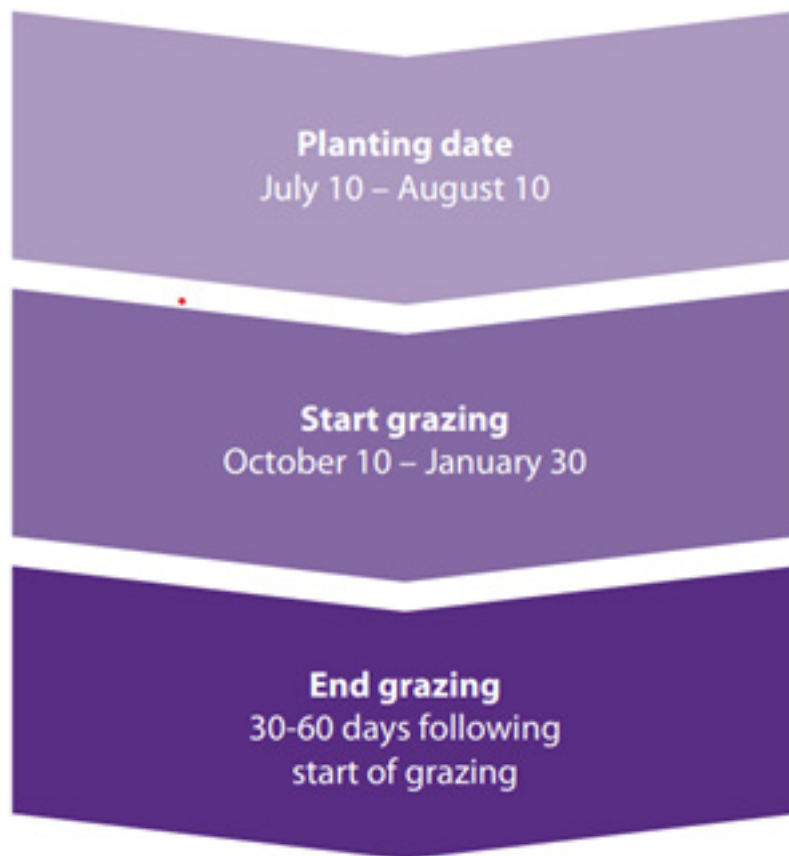 Planting date
July 10 – August 10
Start grazing
October 10 – January 30
End grazing
30-60 days following
start of grazing